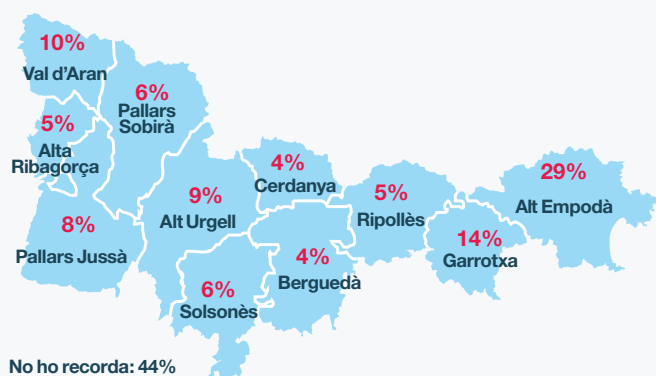 10%
Val d'Aran
6%
Pallars
Sobirà
5%
Alta
Ribagorça
8%
Pallars Jussà
9%
Alt Urgell
4%
Cerdanya
5%
Ripollès
29%
Alt Empodà
14%
Garrotxa
4%
Berguedà
6%
Solsonès
No ho recorda: 44%